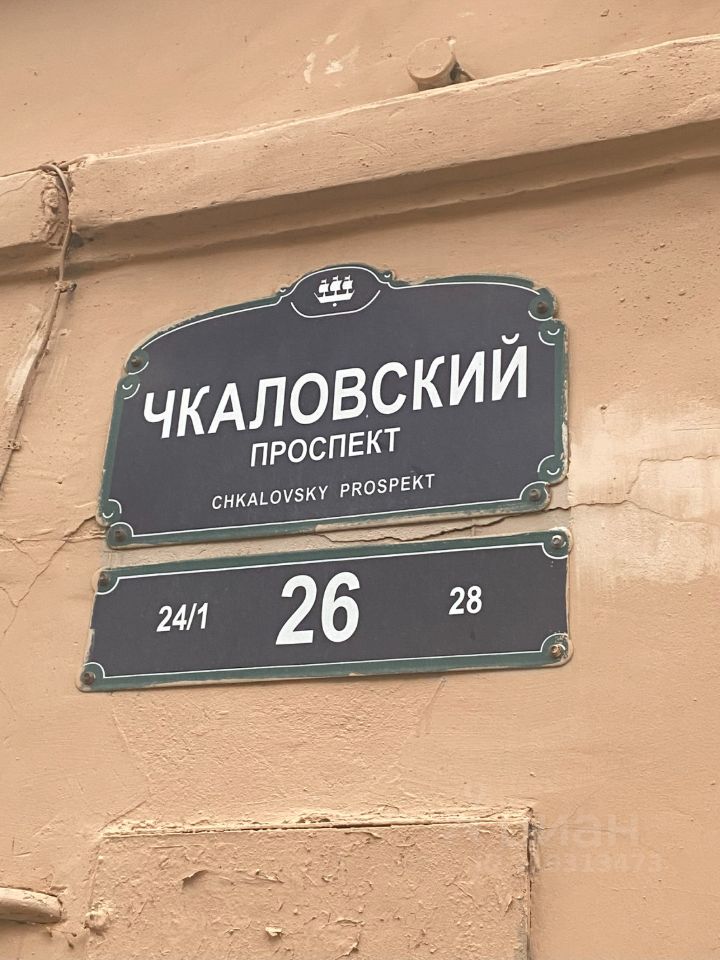 ЧКАЛОВСКИЙ
ПРОСПЕКТ
CHKALOVSKY PROSPEKT
24/1 26 28